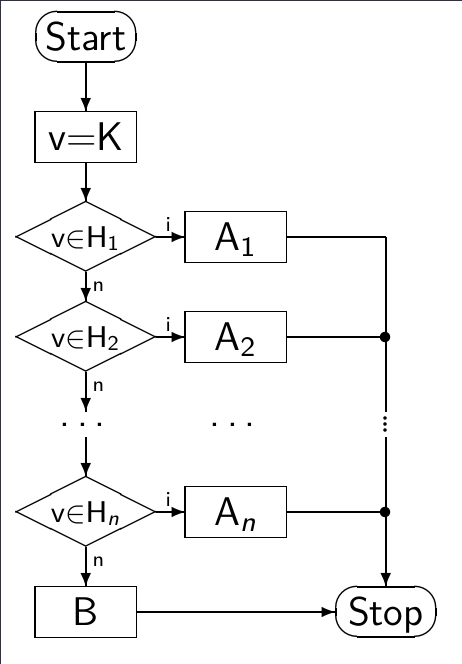 Start
v=K
v∈H₁ i A₁
n
v∈H₂ i A₂
n
... ... ⋮
v∈Hₙ i Aₙ
n
B Stop